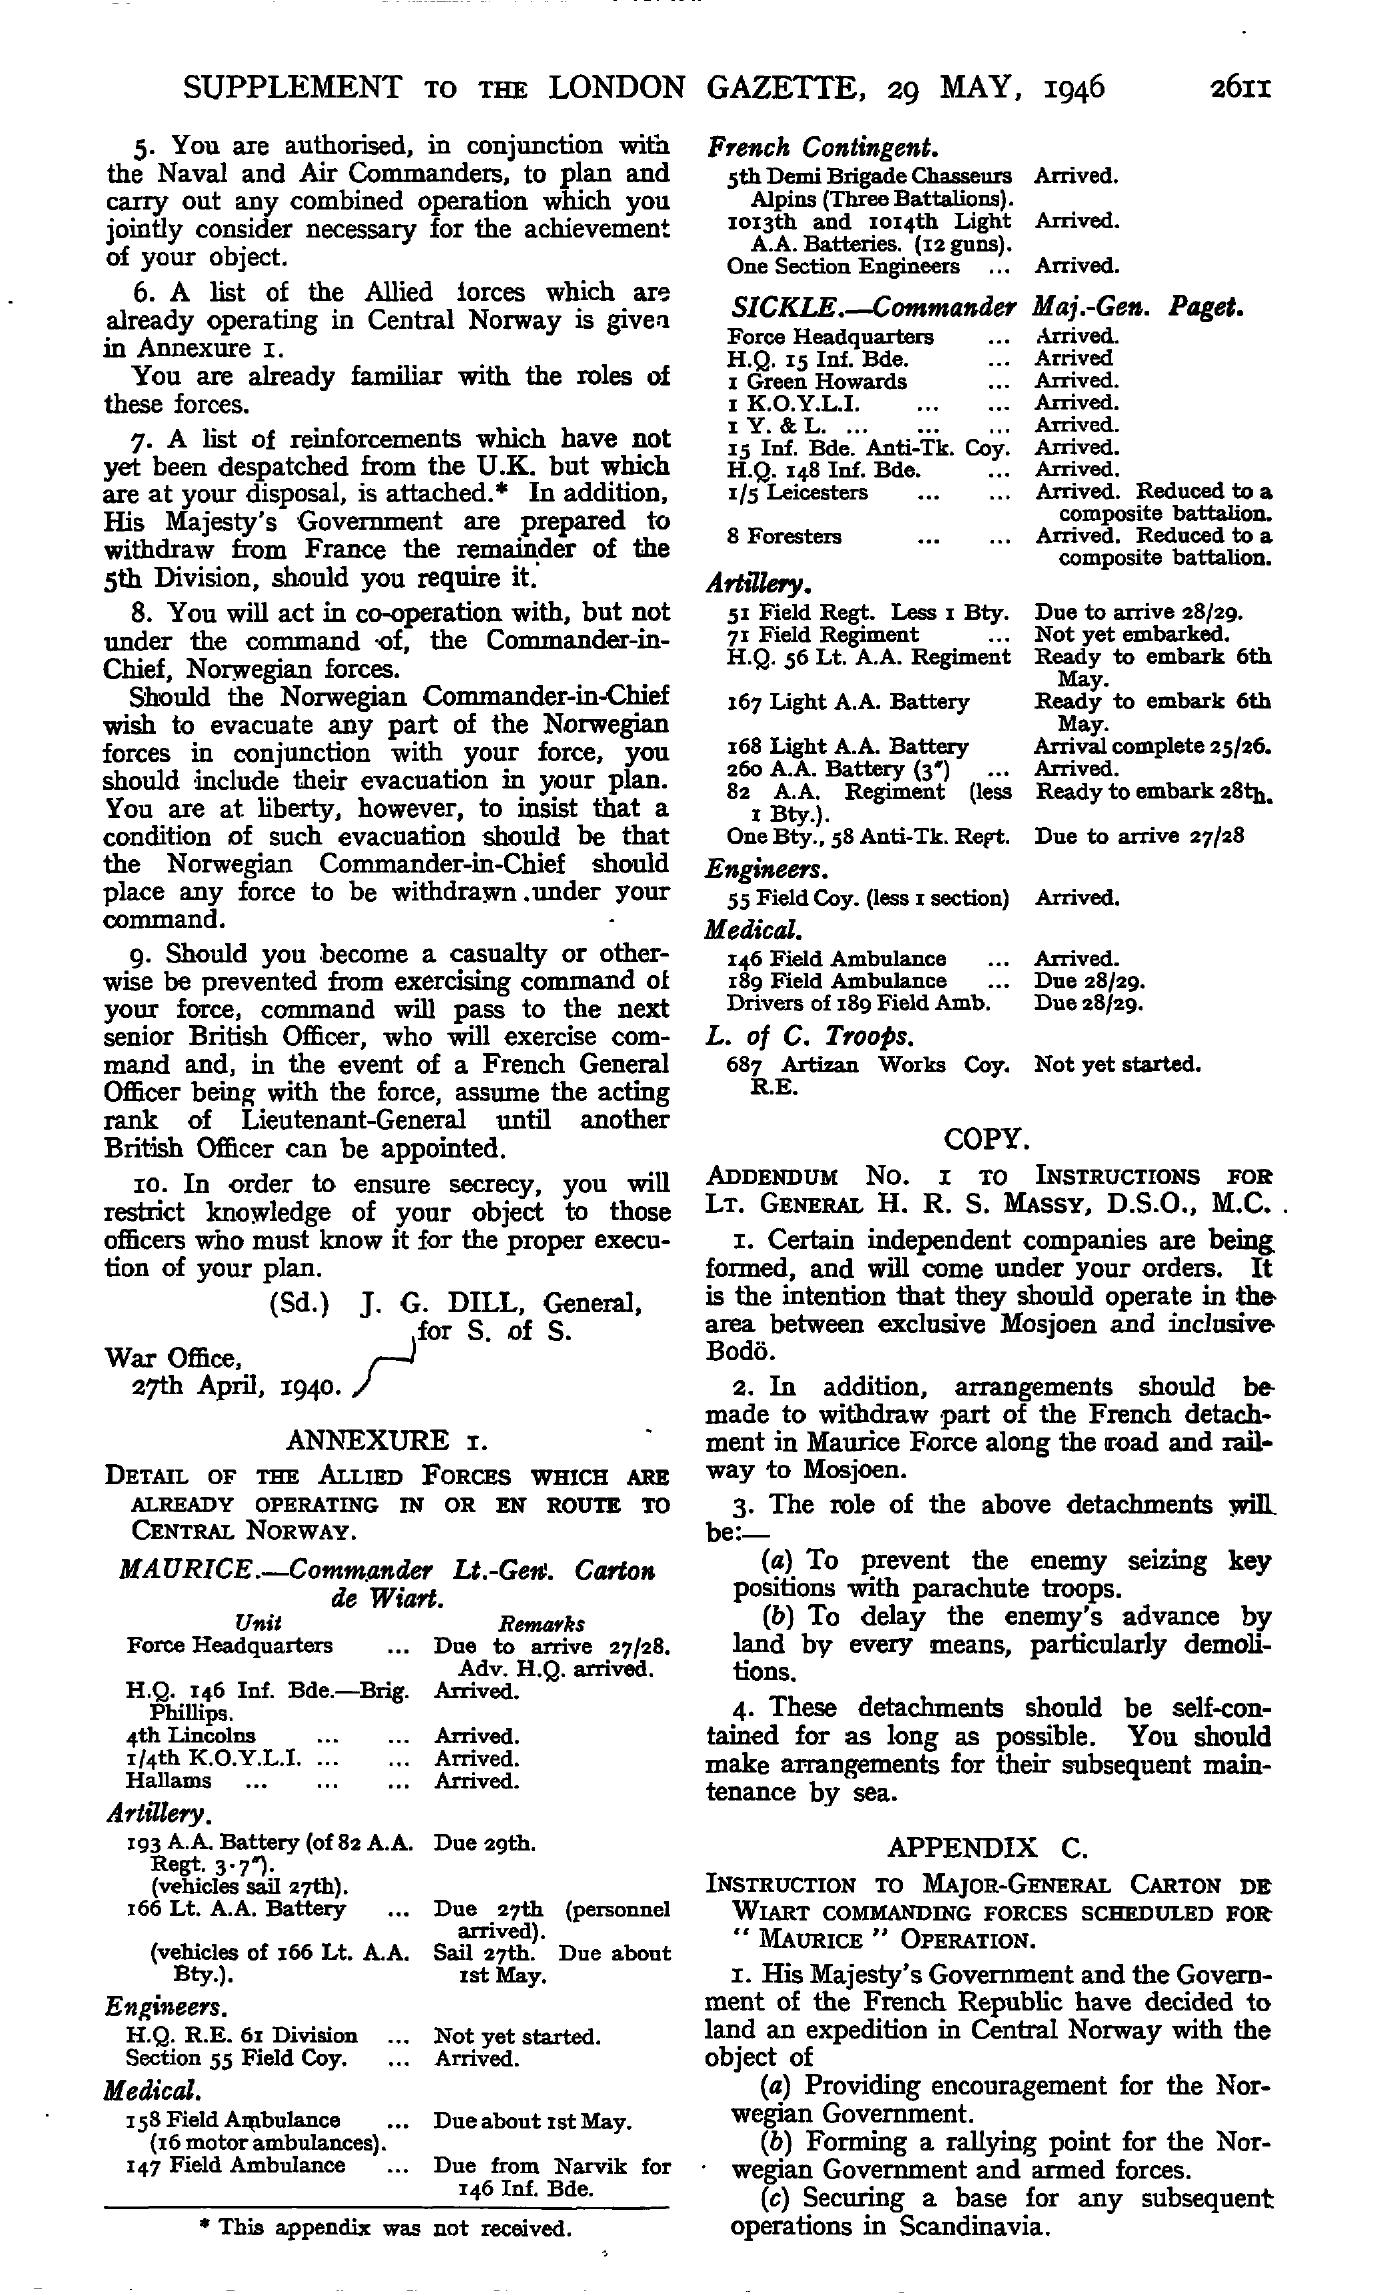 SUPPLEMENT TO THE LONDON GAZETTE, 29 MAY, 1946 2611
5. You are authorised, in conjunction with
the Naval and Air Commanders, to plan and
carry out any combined operation which you
jointly consider necessary for the achievement
of your object.
6. A list of the Allied forces which are
already operating in Central Norway is given
in Annexure 1.
You are already familiar with the roles of
these forces.
7. A list of reinforcements which have not
yet been despatched from the U.K. but which
are at your disposal, is attached.* In addition,
His Majesty's Government are prepared to
withdraw from France the remainder of the
5th Division, should you require it.
8. You will act in co-operation with, but not
under the command of, the Commander-in-
Chief, Norwegian forces.
Should the Norwegian Commander-in-Chief
wish to evacuate any part of the Norwegian
forces in conjunction with your force, you
should include their evacuation in your plan.
You are at liberty, however, to insist that a
condition of such evacuation should be that
the Norwegian Commander-in-Chief should
place any force to be withdrawn under your
command.
9. Should you become a casualty or other-
wise be prevented from exercising command of
your force, command will pass to the next
senior British Officer, who will exercise com-
mand and, in the event of a French General
Officer being with the force, assume the acting
rank of Lieutenant-General until another
British Officer can be appointed.
10. In order to ensure secrecy, you will
restrict knowledge of your object to those
officers who must know it for the proper execu-
tion of your plan.
(Sd.) J. G. DILL, General,
for S. of S.
War Office,
27th April, 1940.
ANNEXURE 1.
DETAIL OF THE ALLIED FORCES WHICH ARE
ALREADY OPERATING IN OR EN ROUTE TO
CENTRAL NORWAY.
MAURICE.—Commander Lt.-Gen. Carton
de Wiart.
Unit Remarks
Force Headquarters ... Due to arrive 27/28.
Adv. H.Q. arrived.
H.Q. 146 Inf. Bde.—Brig. Arrived.
Phillips.
4th Lincolns ... ... Arrived.
1/4th K.O.Y.L.I. ... ... Arrived.
Hallams ... ... ... Arrived.
Artillery.
193 A.A. Battery (of 82 A.A. Due 29th.
Regt. 3·7″).
(vehicles sail 27th).
166 Lt. A.A. Battery ... Due 27th (personnel
arrived).
(vehicles of 166 Lt. A.A. Sail 27th. Due about
Bty.). 1st May.
Engineers.
H.Q. R.E. 61 Division ... Not yet started.
Section 55 Field Coy. ... Arrived.
Medical.
158 Field Ambulance ... Due about 1st May.
(16 motor ambulances).
147 Field Ambulance ... Due from Narvik for
146 Inf. Bde.
* This appendix was not received.
French Contingent.
5th Demi Brigade Chasseurs Arrived.
Alpins (Three Battalions).
1013th and 1014th Light Arrived.
A.A. Batteries. (12 guns).
One Section Engineers ... Arrived.
SICKLE.—Commander Maj.-Gen. Paget.
Force Headquarters ... Arrived.
H.Q. 15 Inf. Bde. ... Arrived
1 Green Howards ... Arrived.
1 K.O.Y.L.I. ... ... Arrived.
1 Y. & L. ... ... ... Arrived.
15 Inf. Bde. Anti-Tk. Coy. Arrived.
H.Q. 148 Inf. Bde. ... Arrived.
1/5 Leicesters ... ... Arrived. Reduced to a
composite battalion.
8 Foresters ... ... Arrived. Reduced to a
composite battalion.
Artillery.
51 Field Regt. Less 1 Bty. Due to arrive 28/29.
71 Field Regiment ... Not yet embarked.
H.Q. 56 Lt. A.A. Regiment Ready to embark 6th
May.
167 Light A.A. Battery Ready to embark 6th
May.
168 Light A.A. Battery Arrival complete 25/26.
260 A.A. Battery (3″) ... Arrived.
82 A.A. Regiment (less Ready to embark 28th.
1 Bty.).
One Bty., 58 Anti-Tk. Regt. Due to arrive 27/28
Engineers.
55 Field Coy. (less 1 section) Arrived.
Medical.
146 Field Ambulance ... Arrived.
189 Field Ambulance ... Due 28/29.
Drivers of 189 Field Amb. Due 28/29.
L. of C. Troops.
687 Artizan Works Coy. Not yet started.
R.E.
COPY.
ADDENDUM NO. 1 TO INSTRUCTIONS FOR
LT. GENERAL H. R. S. MASSY, D.S.O., M.C.
1. Certain independent companies are being
formed, and will come under your orders. It
is the intention that they should operate in the
area between exclusive Mosjoen and inclusive
Bodö.
2. In addition, arrangements should be
made to withdraw part of the French detach-
ment in Maurice Force along the road and rail-
way to Mosjoen.
3. The role of the above detachments will
be:—
(a) To prevent the enemy seizing key
positions with parachute troops.
(b) To delay the enemy's advance by
land by every means, particularly demoli-
tions.
4. These detachments should be self-con-
tained for as long as possible. You should
make arrangements for their subsequent main-
tenance by sea.
APPENDIX C.
INSTRUCTION TO MAJOR-GENERAL CARTON DE
WIART COMMANDING FORCES SCHEDULED FOR
“ MAURICE ” OPERATION.
1. His Majesty's Government and the Govern-
ment of the French Republic have decided to
land an expedition in Central Norway with the
object of
(a) Providing encouragement for the Nor-
wegian Government.
(b) Forming a rallying point for the Nor-
wegian Government and armed forces.
(c) Securing a base for any subsequent
operations in Scandinavia.